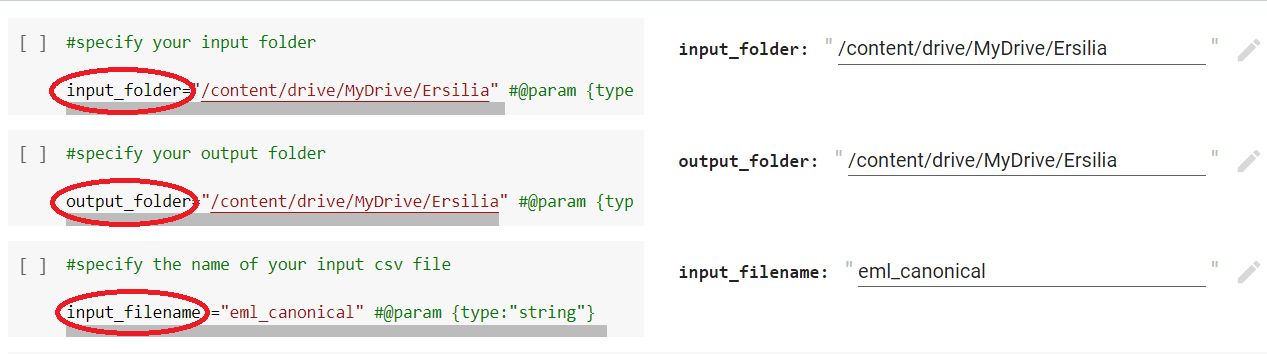 [ ] #specify your input folder
input_folder="/content/drive/MyDrive/Ersilia" #@param {type
input_folder: "/content/drive/MyDrive/Ersilia"
[ ] #specify your output folder
output_folder="/content/drive/MyDrive/Ersilia" #@param {typ
output_folder: "/content/drive/MyDrive/Ersilia"
[ ] #specify the name of your input csv file
input_filename ="eml_canonical" #@param {type:"string"}
input_filename: "eml_canonical"